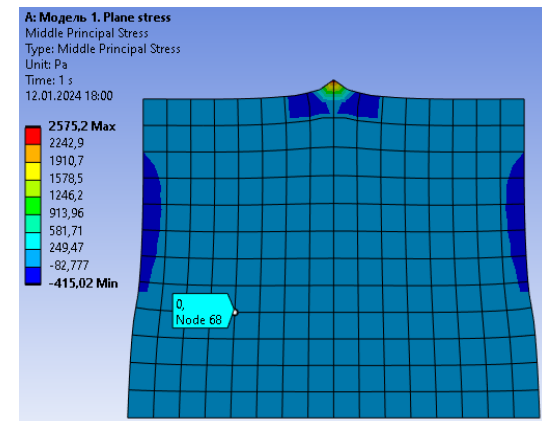 A: Модель 1. Plane stress
Middle Principal Stress
Type: Middle Principal Stress
Unit: Pa
Time: 1 s
12.01.2024 18:00
2575,2 Max
2242,9
1910,7
1578,5
1246,2
913,96
581,71
249,47
-82,777
-415,02 Min
0,
Node 68